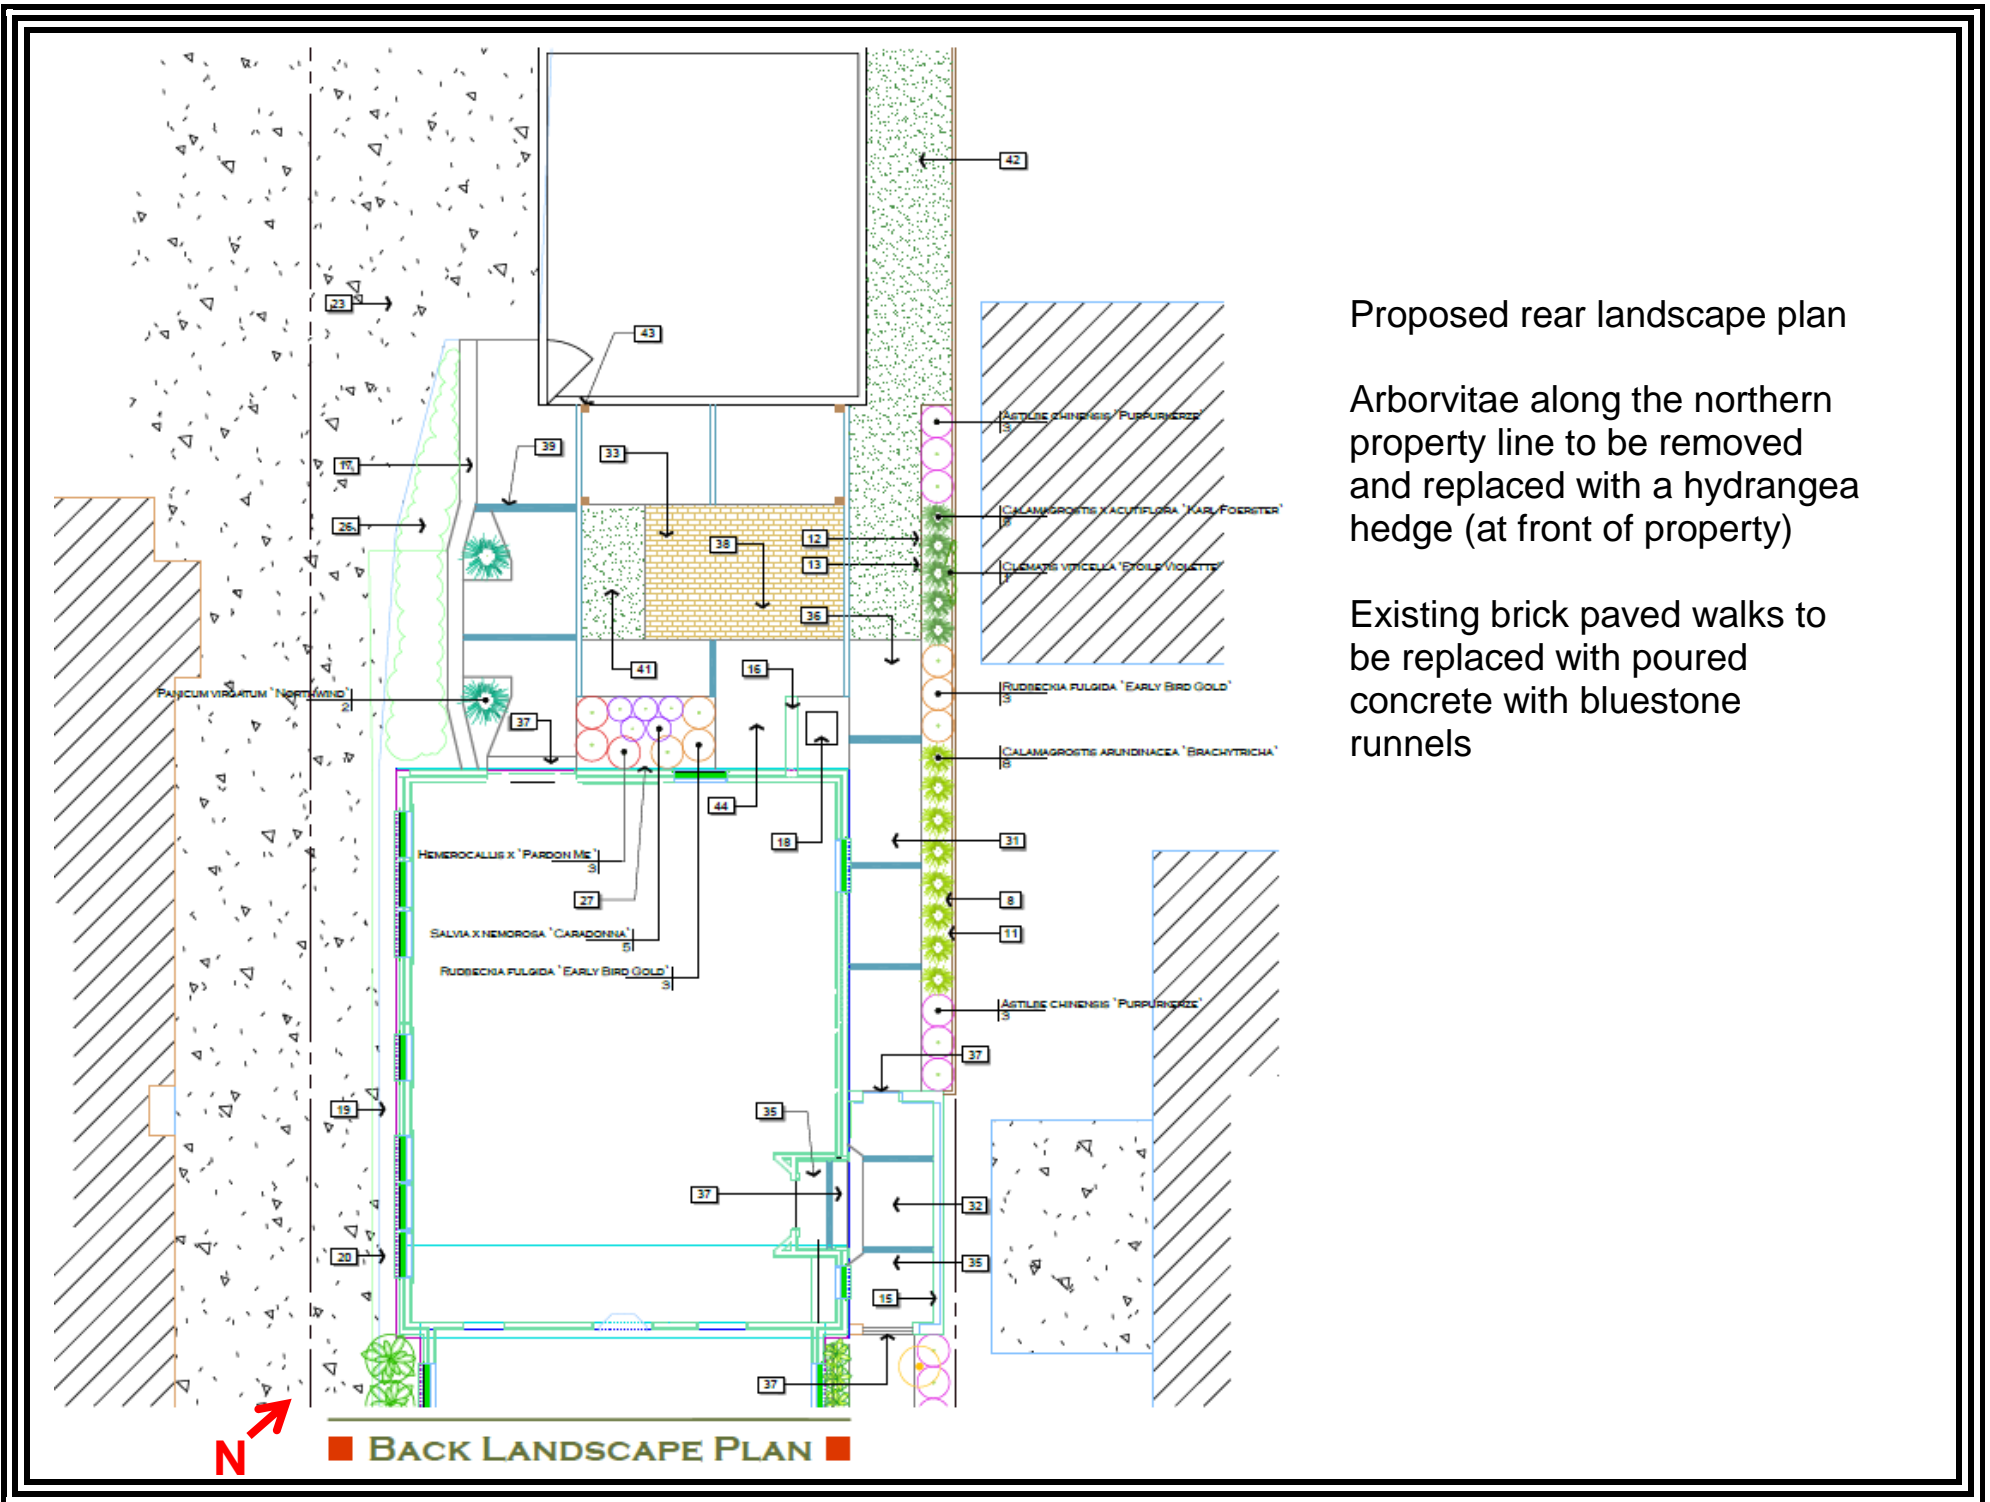 42
23
43
Proposed rear landscape plan
Arborvitae along the northern
property line to be removed
and replaced with a hydrangea
hedge (at front of property)
Existing brick paved walks to
be replaced with poured
concrete with bluestone
runnels
Astilbe chinensis 'Purpurkerze'
3
39
33
17
Calamagrostis x acutiflora 'Karl Foerster'
26
12
38
13
Clematis viticella 'Etoile Violette'
1
36
41
16
Panicum virgatum 'Northwind'
2
Rudbeckia fulgida 'Early Bird Gold'
3
37
Calamagrostis arundinacea 'Brachytricha'
8
44
18
31
Hemerocallis x 'Pardon Me'
3
27
8
Salvia x nemorosa 'Caradonna'
5
11
Rudbeckia fulgida 'Early Bird Gold'
3
Astilbe chinensis 'Purpurkerze'
3
37
19
35
37
32
20
35
15
37
N
Back Landscape Plan